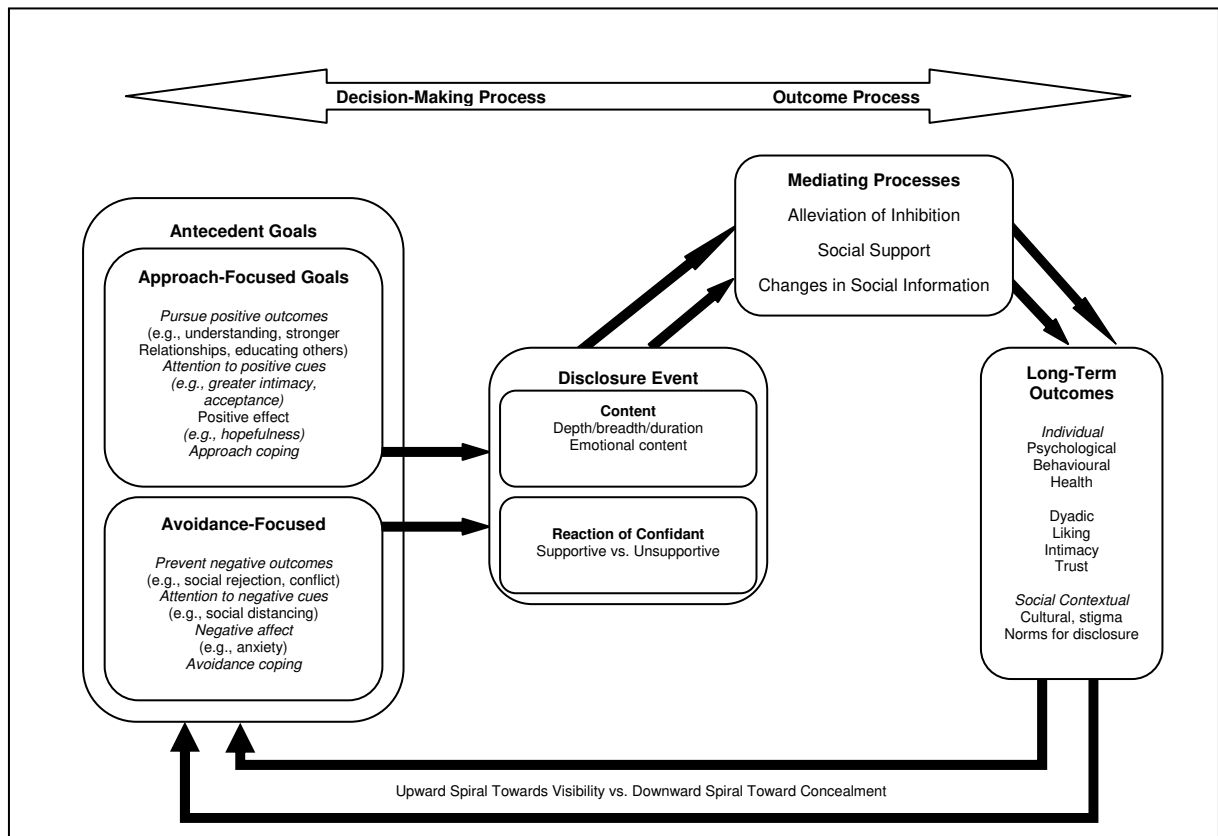 Decision-Making Process
Outcome Process
Antecedent Goals
Approach-Focused Goals
Pursue positive outcomes
(e.g., understanding, stronger
Relationships, educating others)
Attention to positive cues
(e.g., greater intimacy,
acceptance)
Positive effect
(e.g., hopefulness)
Approach coping
Avoidance-Focused
Prevent negative outcomes
(e.g., social rejection, conflict)
Attention to negative cues
(e.g., social distancing)
Negative affect
(e.g., anxiety)
Avoidance coping
Disclosure Event
Content
Depth/breadth/duration
Emotional content
Reaction of Confidant
Supportive vs. Unsupportive
Mediating Processes
Alleviation of Inhibition
Social Support
Changes in Social Information
Long-Term
Outcomes
Individual
Psychological
Behavioural
Health
Dyadic
Liking
Intimacy
Trust
Social Contextual
Cultural, stigma
Norms for disclosure
Upward Spiral Towards Visibility vs. Downward Spiral Toward Concealment